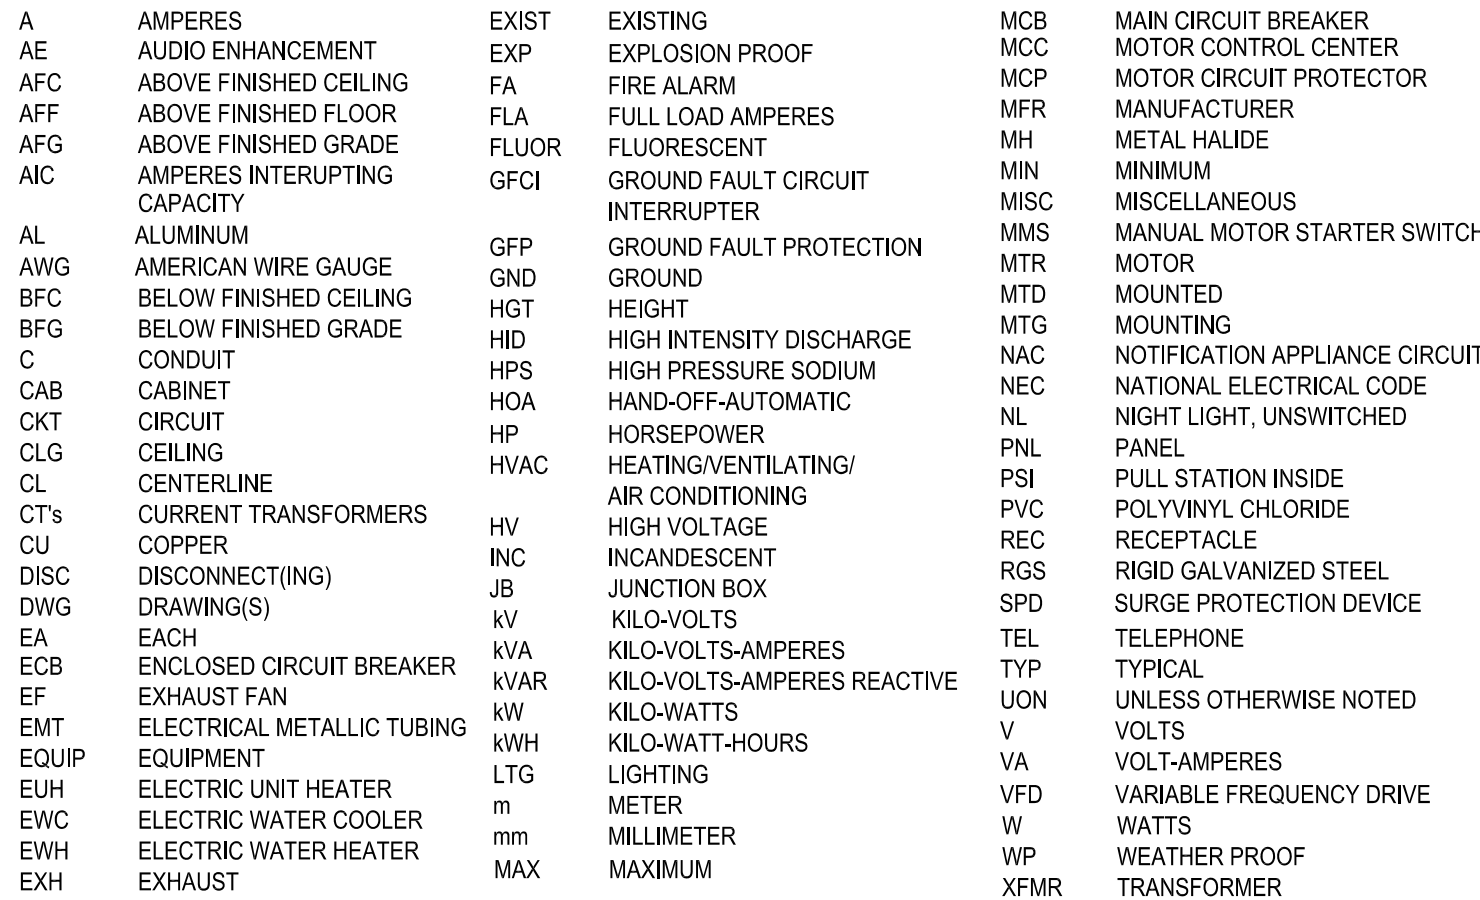 A AMPERES
AE AUDIO ENHANCEMENT
AFC ABOVE FINISHED CEILING
AFF ABOVE FINISHED FLOOR
AFG ABOVE FINISHED GRADE
AIC AMPERES INTERUPTING
CAPACITY
AL ALUMINUM
AWG AMERICAN WIRE GAUGE
BFC BELOW FINISHED CEILING
BFG BELOW FINISHED GRADE
C CONDUIT
CAB CABINET
CKT CIRCUIT
CLG CEILING
CL CENTERLINE
CT's CURRENT TRANSFORMERS
CU COPPER
DISC DISCONNECT(ING)
DWG DRAWING(S)
EA EACH
ECB ENCLOSED CIRCUIT BREAKER
EF EXHAUST FAN
EMT ELECTRICAL METALLIC TUBING
EQUIP EQUIPMENT
EUH ELECTRIC UNIT HEATER
EWC ELECTRIC WATER COOLER
EWH ELECTRIC WATER HEATER
EXH EXHAUST
EXIST EXISTING
EXP EXPLOSION PROOF
FA FIRE ALARM
FLA FULL LOAD AMPERES
FLUOR FLUORESCENT
GFCI GROUND FAULT CIRCUIT
INTERRUPTER
GFP GROUND FAULT PROTECTION
GND GROUND
HGT HEIGHT
HID HIGH INTENSITY DISCHARGE
HPS HIGH PRESSURE SODIUM
HOA HAND-OFF-AUTOMATIC
HP HORSEPOWER
HVAC HEATING/VENTILATING/
AIR CONDITIONING
HV HIGH VOLTAGE
INC INCANDESCENT
JB JUNCTION BOX
kV KILO-VOLTS
kVA KILO-VOLTS-AMPERES
kVAR KILO-VOLTS-AMPERES REACTIVE
kW KILO-WATTS
kWH KILO-WATT-HOURS
LTG LIGHTING
m METER
mm MILLIMETER
MAX MAXIMUM
MCB MAIN CIRCUIT BREAKER
MCC MOTOR CONTROL CENTER
MCP MOTOR CIRCUIT PROTECTOR
MFR MANUFACTURER
MH METAL HALIDE
MIN MINIMUM
MISC MISCELLANEOUS
MMS MANUAL MOTOR STARTER SWITCH
MTR MOTOR
MTD MOUNTED
MTG MOUNTING
NAC NOTIFICATION APPLIANCE CIRCUIT
NEC NATIONAL ELECTRICAL CODE
NL NIGHT LIGHT, UNSWITCHED
PNL PANEL
PSI PULL STATION INSIDE
PVC POLYVINYL CHLORIDE
REC RECEPTACLE
RGS RIGID GALVANIZED STEEL
SPD SURGE PROTECTION DEVICE
TEL TELEPHONE
TYP TYPICAL
UON UNLESS OTHERWISE NOTED
V VOLTS
VA VOLT-AMPERES
VFD VARIABLE FREQUENCY DRIVE
W WATTS
WP WEATHER PROOF
XFMR TRANSFORMER